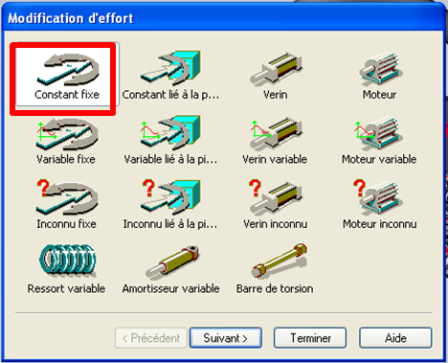 Modification d'effort
Constant fixe
Constant lié à la p...
Verin
Moteur
Variable fixe
Variable lié à la pi...
Verin variable
Moteur variable
Inconnu fixe
Inconnu lié à la pi...
Verin inconnu
Moteur inconnu
Ressort variable
Amortisseur variable
Barre de torsion
< Précédent
Suivant >
Terminer
Aide